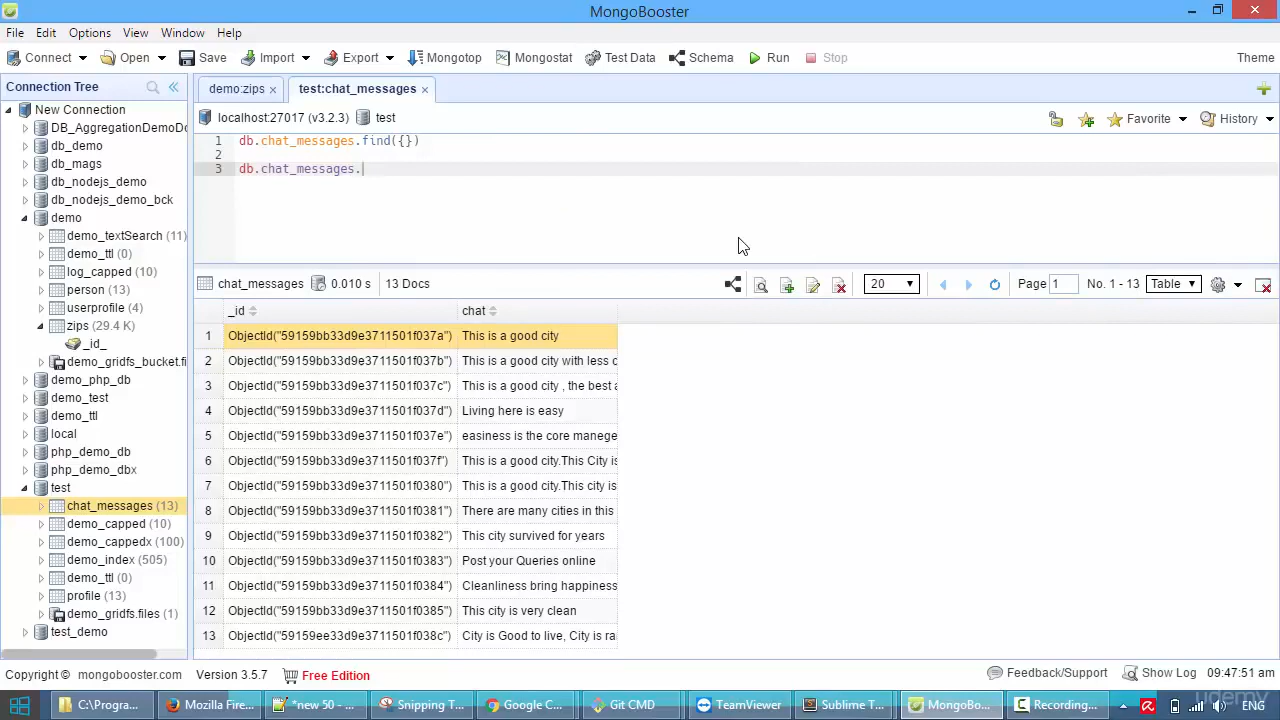 MongoBooster
File Edit Options View Window Help
Connect Open Save Import Export Mongotop Mongostat Test Data Schema Run Stop Theme
Connection Tree
New Connection
DB_AggregationDemoDc
db_demo
db_mags
db_nodejs_demo
db_nodejs_demo_bck
demo
demo_textSearch (11)
demo_ttl (0)
log_capped (10)
person (13)
userprofile (4)
zips (29.4 K)
_id_
demo_gridfs_bucket.fi
demo_php_db
demo_test
demo_ttl
local
php_demo_db
php_demo_dbx
test
chat_messages (13)
demo_capped (10)
demo_cappedx (100)
demo_index (505)
demo_ttl (0)
profile (13)
demo_gridfs.files (1)
test_demo
demo:zips × test:chat_messages ×
localhost:27017 (v3.2.3) test Favorite History
1 db.chat_messages.find({})
2
3 db.chat_messages.
chat_messages 0.010 s 13 Docs 20 Page 1 No. 1 - 13 Table
_id chat
1 ObjectId("59159bb33d9e3711501f037a") This is a good city
2 ObjectId("59159bb33d9e3711501f037b") This is a good city with less c
3 ObjectId("59159bb33d9e3711501f037c") This is a good city , the best a
4 ObjectId("59159bb33d9e3711501f037d") Living here is easy
5 ObjectId("59159bb33d9e3711501f037e") easiness is the core manege
6 ObjectId("59159bb33d9e3711501f037f") This is a good city.This City is
7 ObjectId("59159bb33d9e3711501f0380") This is a good city.This city is
8 ObjectId("59159bb33d9e3711501f0381") There are many cities in this
9 ObjectId("59159bb33d9e3711501f0382") This city survived for years
10 ObjectId("59159bb33d9e3711501f0383") Post your Queries online
11 ObjectId("59159bb33d9e3711501f0384") Cleanliness bring happiness
12 ObjectId("59159bb33d9e3711501f0385") This city is very clean
13 ObjectId("59159ee33d9e3711501f038c") City is Good to live, City is ra
Copyright © mongobooster.com Version 3.5.7 Free Edition Feedback/Support Show Log 09:47:51 am
C:\Progra... Mozilla Fire... *new 50 - ... Snipping T... Google C... Git CMD TeamViewer Sublime T... MongoBo... Recording... ENG
udemy